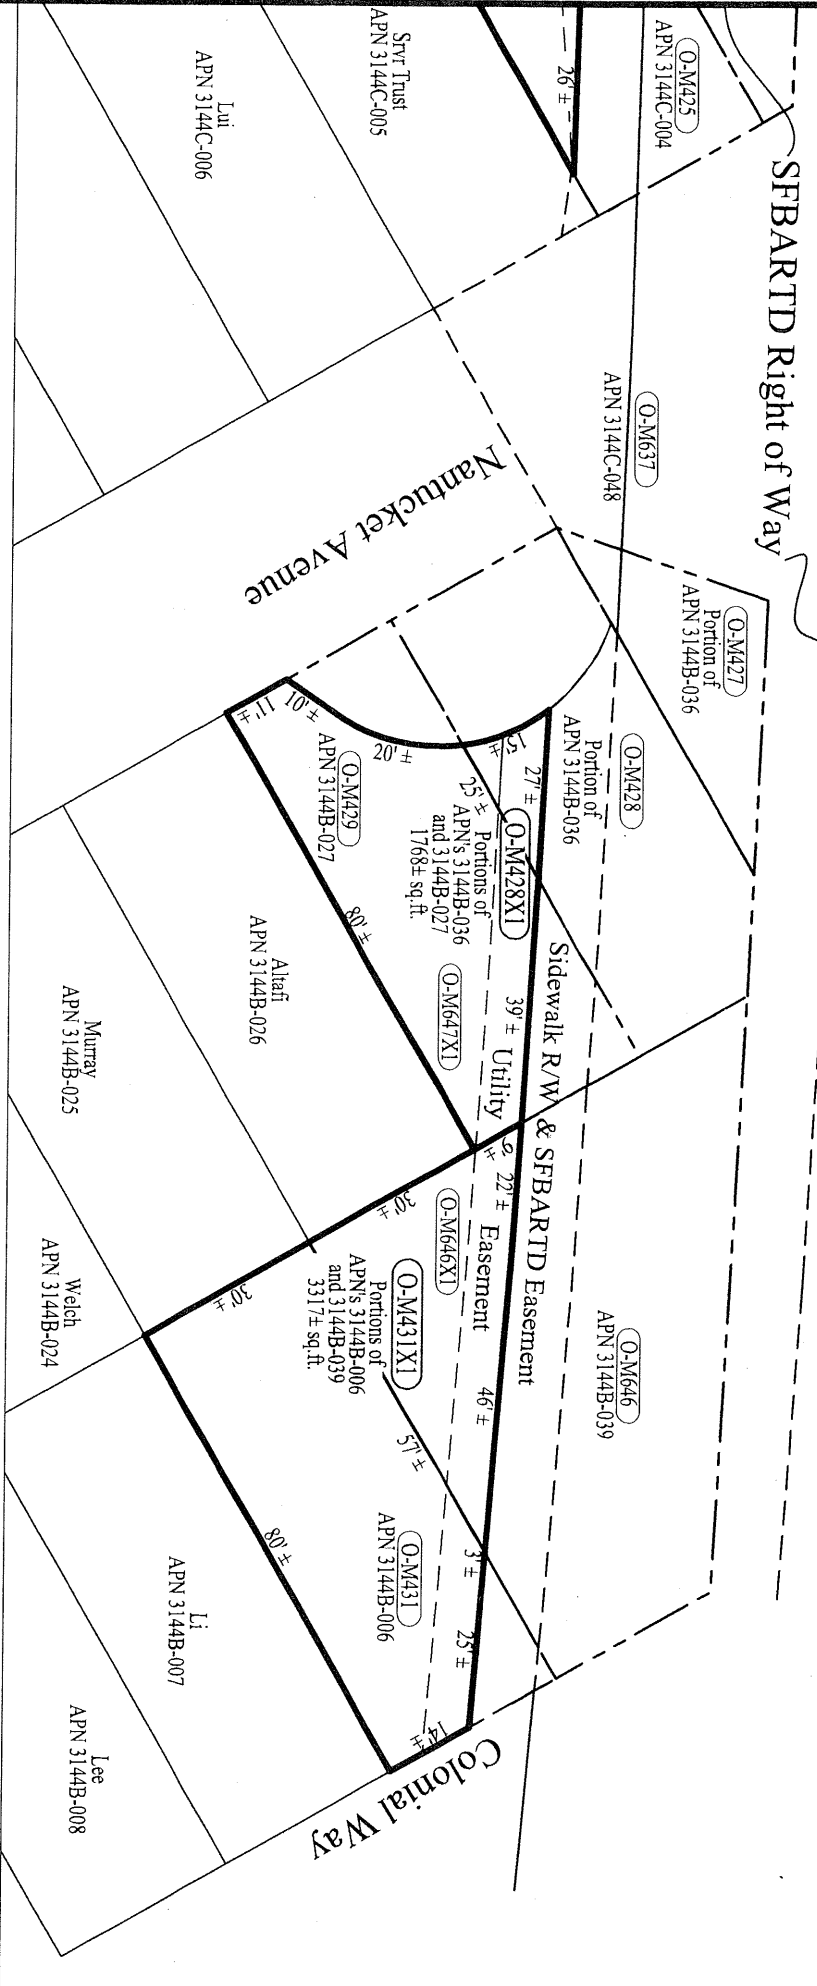 SFBARTD Right of Way
O-M425
APN 3144C-004
26' ±
Srvr Trust
APN 3144C-005
Lui
APN 3144C-006
O-M637
APN 3144C-048
Nantucket Avenue
O-M427
Portion of
APN 3144B-036
O-M428
Portion of
APN 3144B-036
27' ±
15' ±
25' ±
20' ±
10' ±
11' ±
O-M429
APN 3144B-027
O-M428X1
Portions of
APN's 3144B-036
and 3144B-027
1768± sq.ft.
80' ±
O-M647X1
39' ±
Utility
Easement
Sidewalk R/W & SFBARTD Easement
Altafi
APN 3144B-026
Murray
APN 3144B-025
Welch
APN 3144B-024
9' ±
22' ±
30' ±
30' ±
O-M646X1
O-M431X1
Portions of
APN's 3144B-006
and 3144B-039
3317± sq.ft.
O-M646
APN 3144B-039
46' ±
57' ±
3' ±
25' ±
O-M431
APN 3144B-006
80' ±
14' ±
Colonial Way
Li
APN 3144B-007
Lee
APN 3144B-008